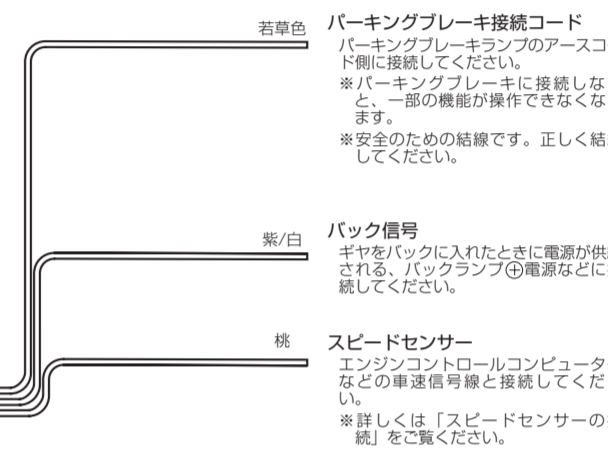 若草色
パーキングブレーキ接続コード
パーキングブレーキランプのアースコ
ド側に接続してください。
※パーキングブレーキに接続しな
と、一部の機能が操作できなくな
ます。
※安全のための結線です。正しく結
してください。
紫/白
バック信号
ギヤをバックに入れたときに電源が供
される、バックランプ⊕電源などに
続してください。
桃
スピードセンサー
エンジンコントロールコンピュータ
などの車速信号線と接続してくだ
い。
※詳しくは「スピードセンサーの
続」をご覧ください。